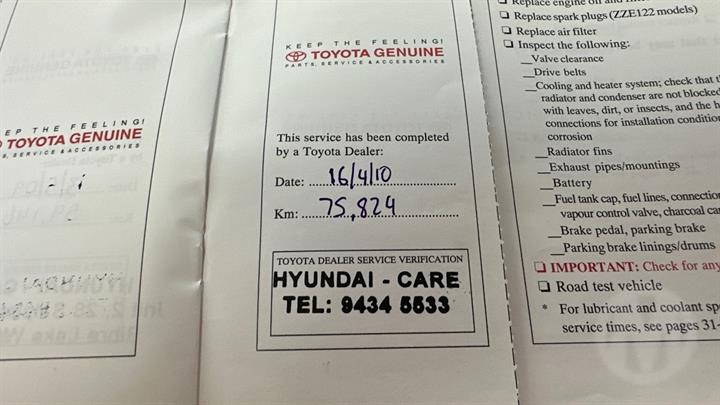 EP THE FEELING!
TOYOTA GENUINE
S, SERVICE & ACCESSORIES
KEEP THE FEELING!
TOYOTA GENUINE
PARTS, SERVICE & ACCESSORIES
This service has been completed
by a Toyota Dealer:
Date: 16/4/10
Km: 75,824
TOYOTA DEALER SERVICE VERIFICATION
HYUNDAI - CARE
TEL: 9434 5533
Replace engine oil and
Replace spark plugs (ZZE122 models)
Replace air filter
Inspect the following:
Valve clearance
Drive belts
Cooling and heater system; check that
radiator and condenser are not blocked
with leaves, dirt, or insects, and the
connections for installation condition
corrosion
Radiator fins
Exhaust pipes/mountings
Battery
Fuel tank cap, fuel lines, connection
vapour control valve, charcoal
Brake pedal, parking brake
Parking brake linings/drums
IMPORTANT: Check for any
Road test vehicle
* For lubricant and coolant
service times, see pages 31-